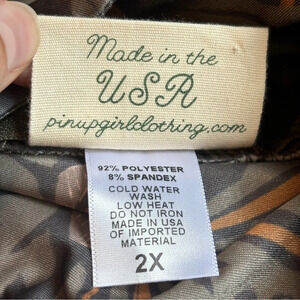 Made in the
USA
pinupgirlclothing.com
92% POLYESTER
8% SPANDEX
COLD WATER
WASH
LOW HEAT
DO NOT IRON
MADE IN USA
OF IMPORTED
MATERIAL
2X